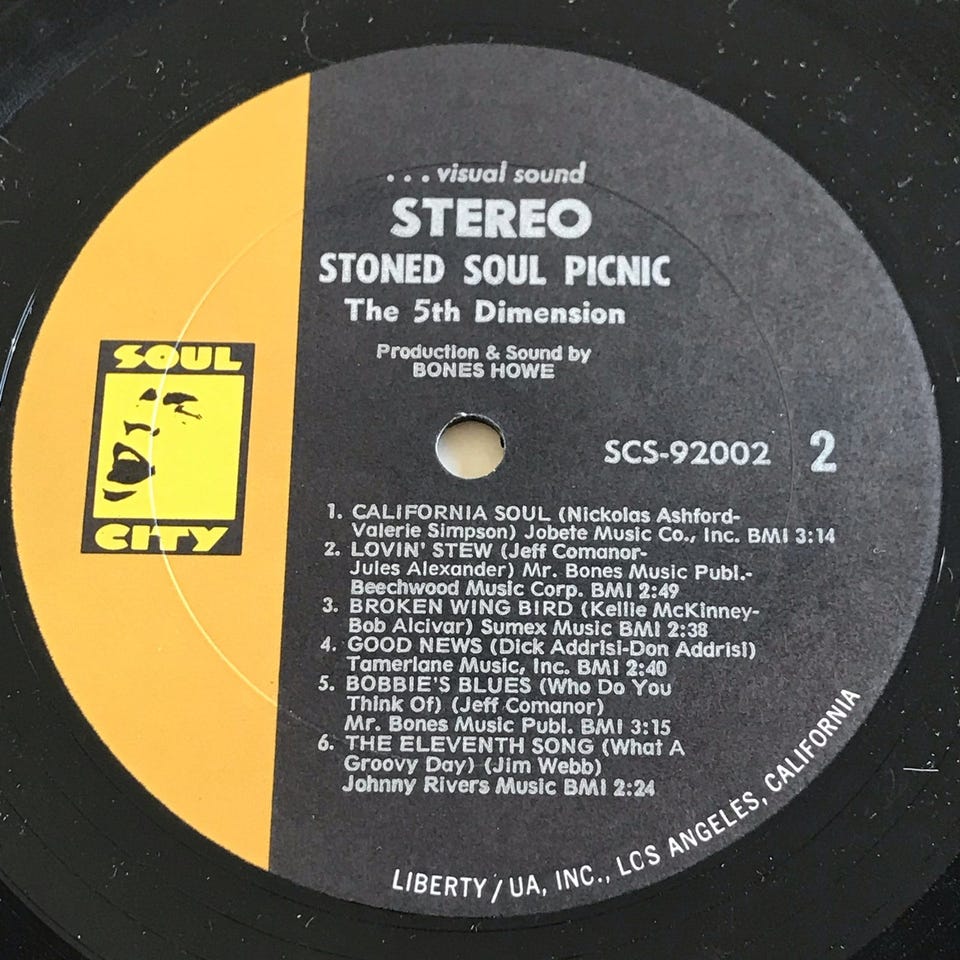 ...visual sound
STEREO
STONED SOUL PICNIC
The 5th Dimension
Production & Sound by
BONES HOWE
SOUL
CITY
SCS-92002 2
1. CALIFORNIA SOUL (Nickolas Ashford-
Valerie Simpson) Jobete Music Co., Inc. BMI 3:14
2. LOVIN' STEW (Jeff Comanor-
Jules Alexander) Mr. Bones Music Publ.-
Beechwood Music Corp. BMI 2:49
3. BROKEN WING BIRD (Kellie McKinney-
Bob Alcivar) Sumex Music BMI 2:38
4. GOOD NEWS (Dick Addrisi-Don Addrisi)
Tamerlane Music, Inc. BMI 2:40
5. BOBBIE'S BLUES (Who Do You
Think Of) (Jeff Comanor)
Mr. Bones Music Publ. BMI 3:15
6. THE ELEVENTH SONG (What A
Groovy Day) (Jim Webb)
Johnny Rivers Music BMI 2:24
LIBERTY/UA, INC., LOS ANGELES, CALIFORNIA